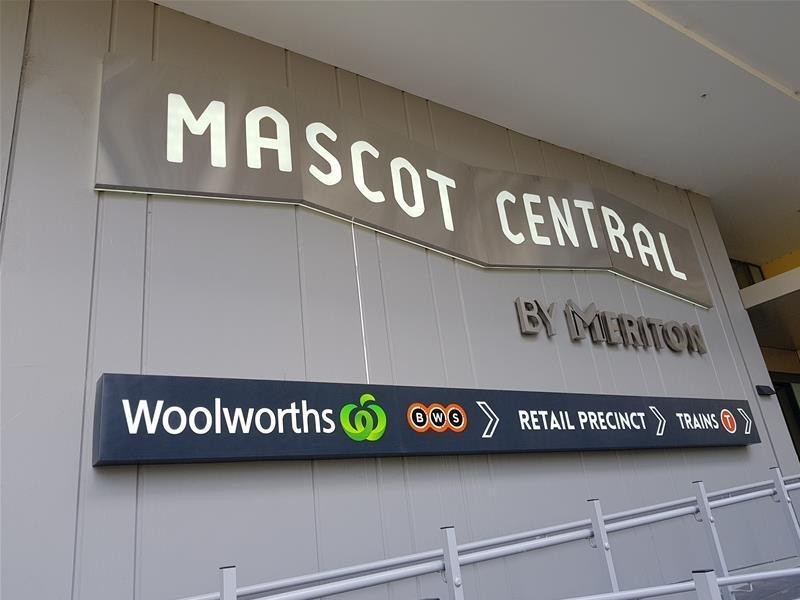 MASCOT CENTRAL
BY MERITON
Woolworths BWS RETAIL PRECINCT TRAINS T